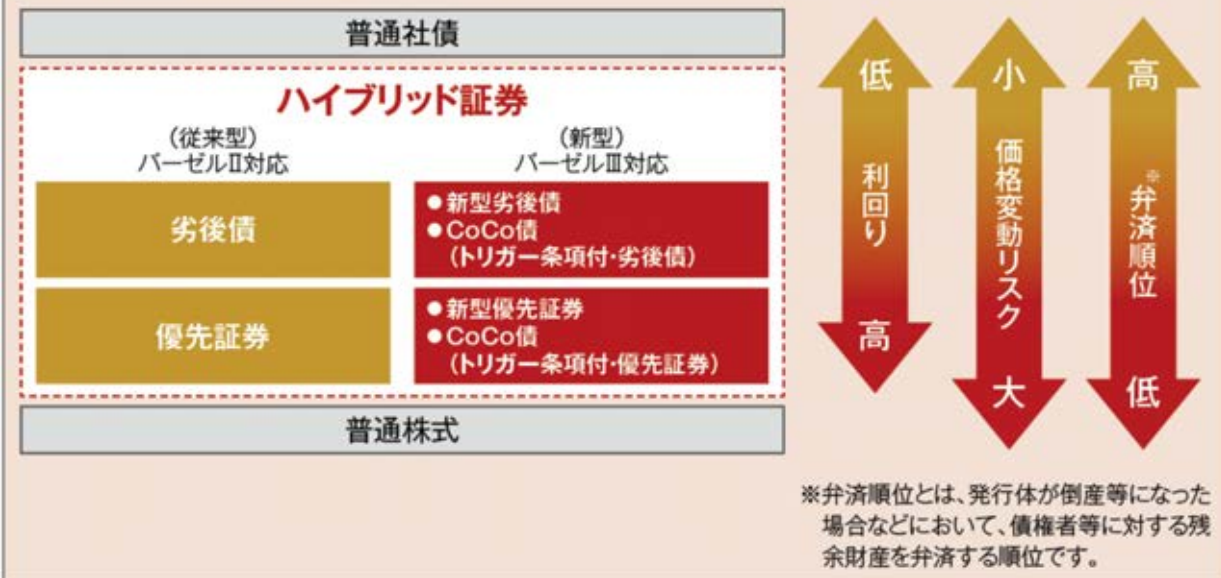 普通社債
ハイブリッド証券
(従来型)
バーゼルⅡ対応
(新型)
バーゼルⅢ対応
劣後債
●新型劣後債
●CoCo債
(トリガー条項付・劣後債)
優先証券
●新型優先証券
●CoCo債
(トリガー条項付・優先証券)
普通株式
低
利回り
高
小
価格変動リスク
大
高
※弁済順位
低
※弁済順位とは、発行体が倒産等になった
場合などにおいて、債権者等に対する残
余財産を弁済する順位です。